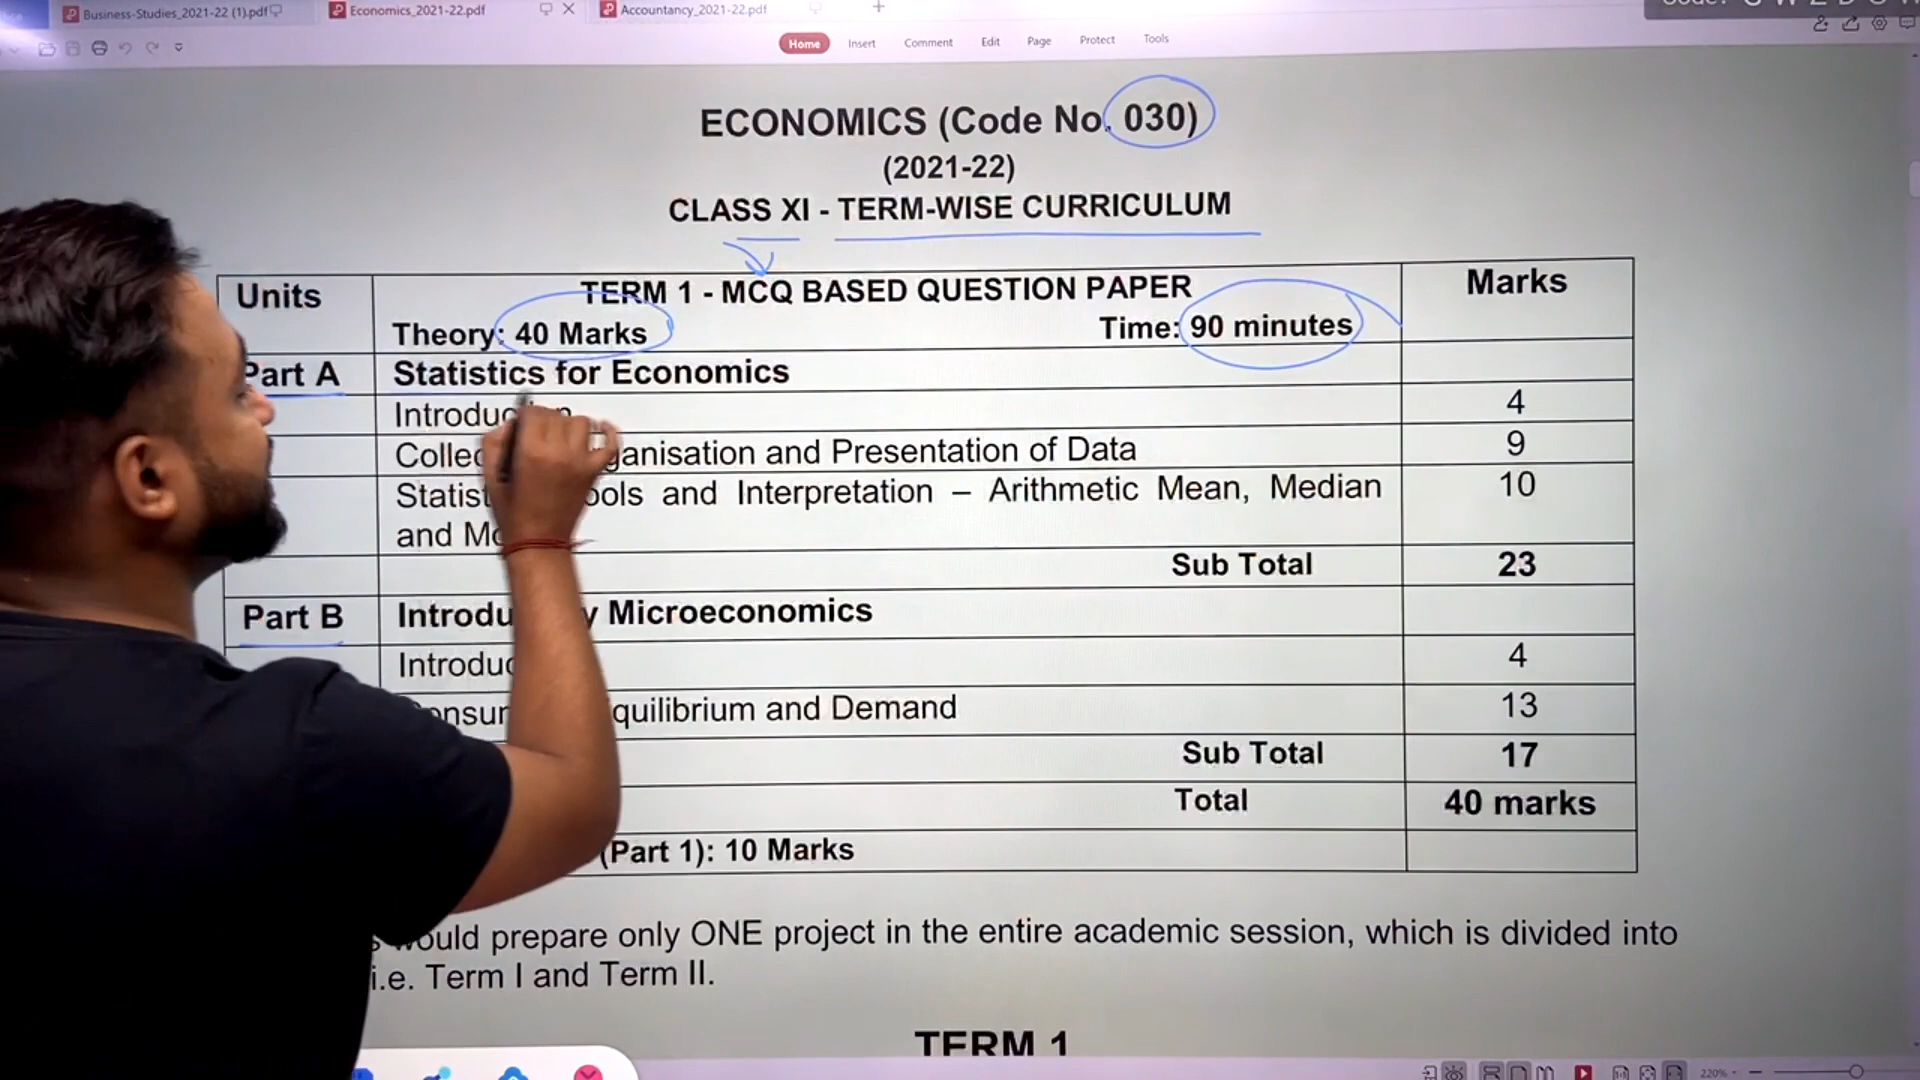 Business-Studies_2021-22 (1).pdf
Economics_2021-22.pdf
Accountancy_2021-22.pdf
Home Insert Comment Edit Page Protect Tools
ECONOMICS (Code No. 030)
(2021-22)
CLASS XI - TERM-WISE CURRICULUM
Units TERM 1 - MCQ BASED QUESTION PAPER Marks
Theory: 40 Marks Time: 90 minutes
Part A Statistics for Economics
4
and Presentation of Data 9
and Interpretation – Arithmetic Mean, Median 10
and
Sub Total 23
Part B Microeconomics
4
and Demand 13
Sub Total 17
Total 40 marks
(Part 1): 10 Marks
would prepare only ONE project in the entire academic session, which is divided into
i.e. Term I and Term II.
TERM 1
220%